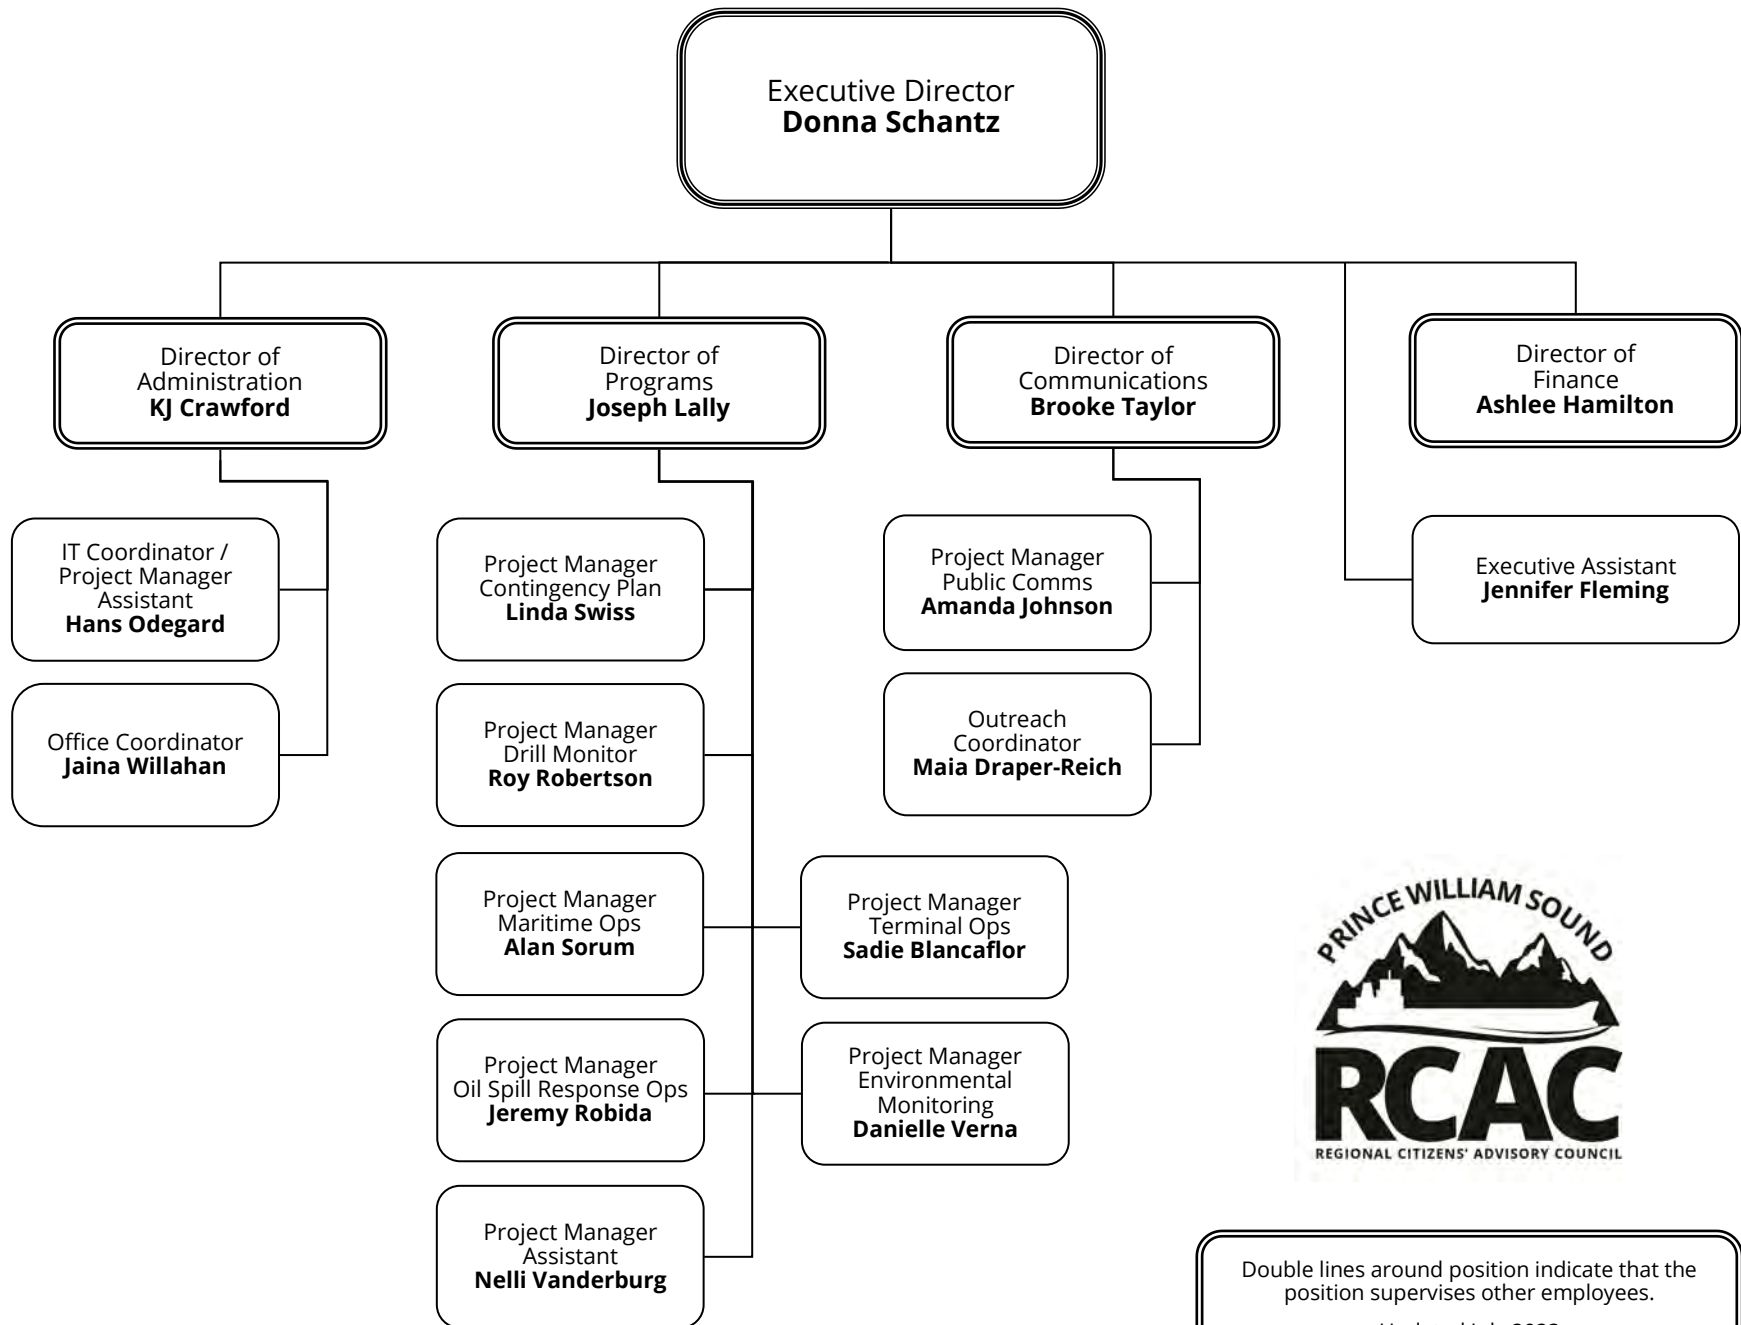 Executive Director
Donna Schantz
Director of
Administration
KJ Crawford
Director of
Programs
Joseph Lally
Director of
Communications
Brooke Taylor
Director of
Finance
Ashlee Hamilton
IT Coordinator /
Project Manager
Assistant
Hans Odegard
Office Coordinator
Jaina Willahan
Project Manager
Contingency Plan
Linda Swiss
Project Manager
Drill Monitor
Roy Robertson
Project Manager
Maritime Ops
Alan Sorum
Project Manager
Oil Spill Response Ops
Jeremy Robida
Project Manager
Assistant
Nelli Vanderburg
Project Manager
Terminal Ops
Sadie Blancaflor
Project Manager
Environmental
Monitoring
Danielle Verna
Project Manager
Public Comms
Amanda Johnson
Outreach
Coordinator
Maia Draper-Reich
Executive Assistant
Jennifer Fleming
PRINCE WILLIAM SOUND
RCAC
REGIONAL CITIZENS' ADVISORY COUNCIL
Double lines around position indicate that the
position supervises other employees.